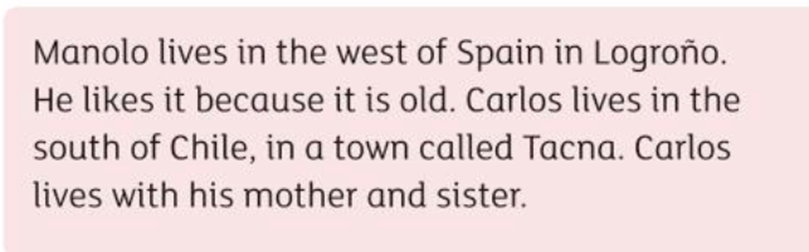 Manolo lives in the west of Spain in Logroño.
He likes it because it is old. Carlos lives in the
south of Chile, in a town called Tacna. Carlos
lives with his mother and sister.